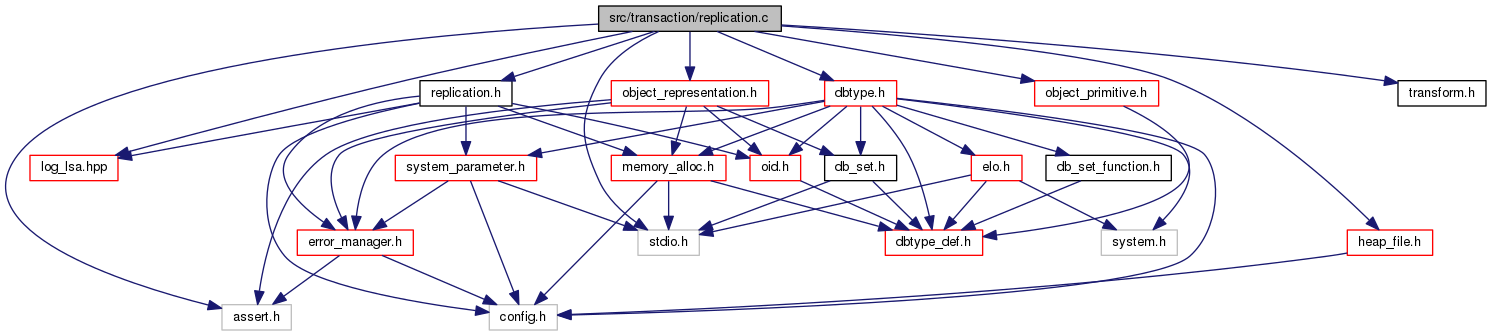 src/transaction/replication.c
replication.h
object_representation.h
dbtype.h
object_primitive.h
transform.h
log_lsa.hpp
system_parameter.h
memory_alloc.h
oid.h
db_set.h
elo.h
db_set_function.h
error_manager.h
stdio.h
dbtype_def.h
system.h
heap_file.h
assert.h
config.h